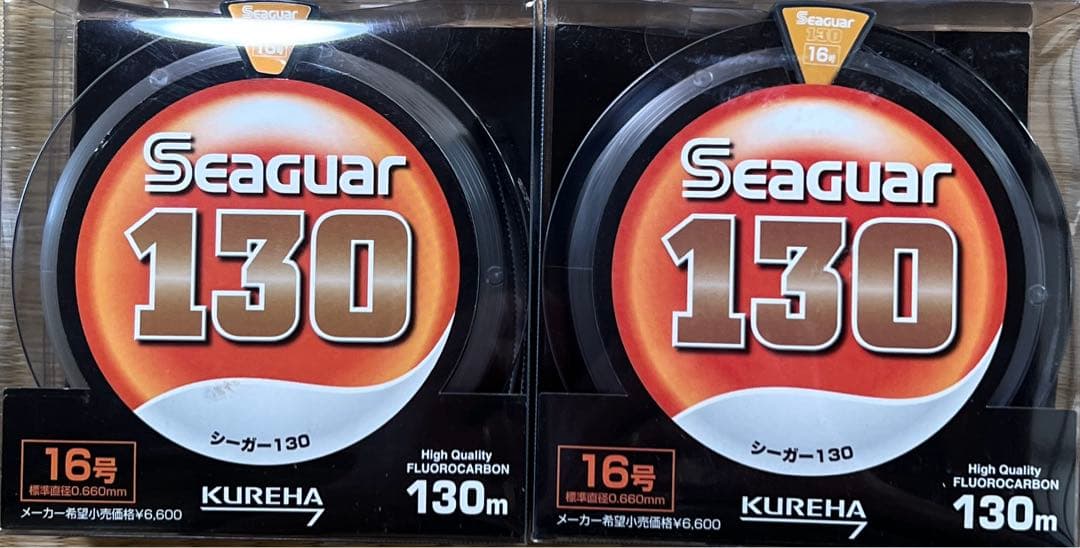 Seaguar
16号
Seaguar
130
シーガー130
16号
標準直径0.660mm
メーカー希望小売価格¥6,600
KUREHA
High Quality
FLUOROCARBON
130m
Seaguar
130
16号
Seaguar
130
シーガー130
16号
標準直径0.660mm
メーカー希望小売価格¥6,600
KUREHA
High Quality
FLUOROCARBON
130m